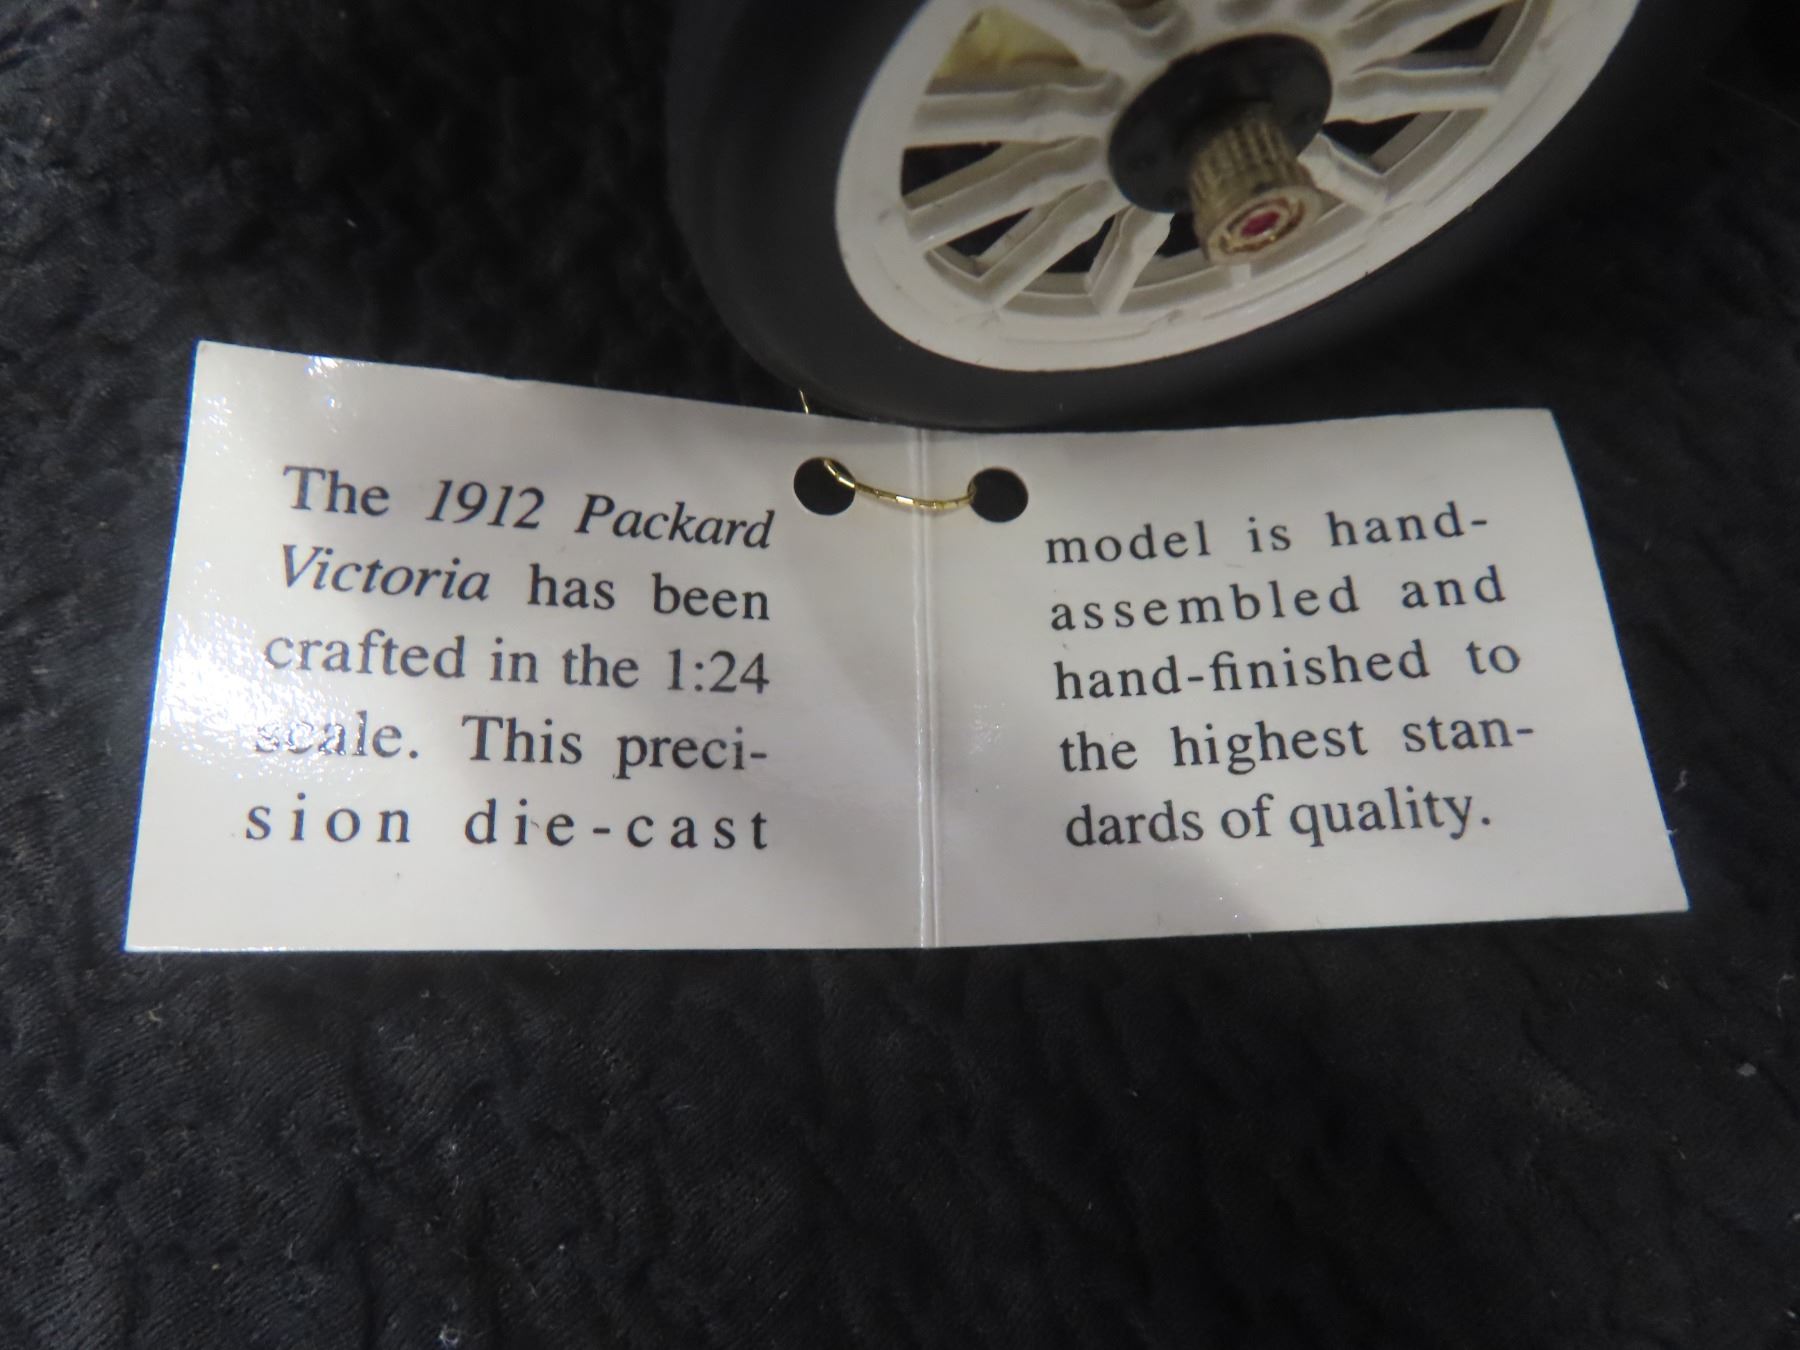 The 1912 Packard
Victoria has been
crafted in the 1:24
scale. This preci-
sion die-cast
model is hand-
assembled and
hand-finished to
the highest stan-
dards of quality.